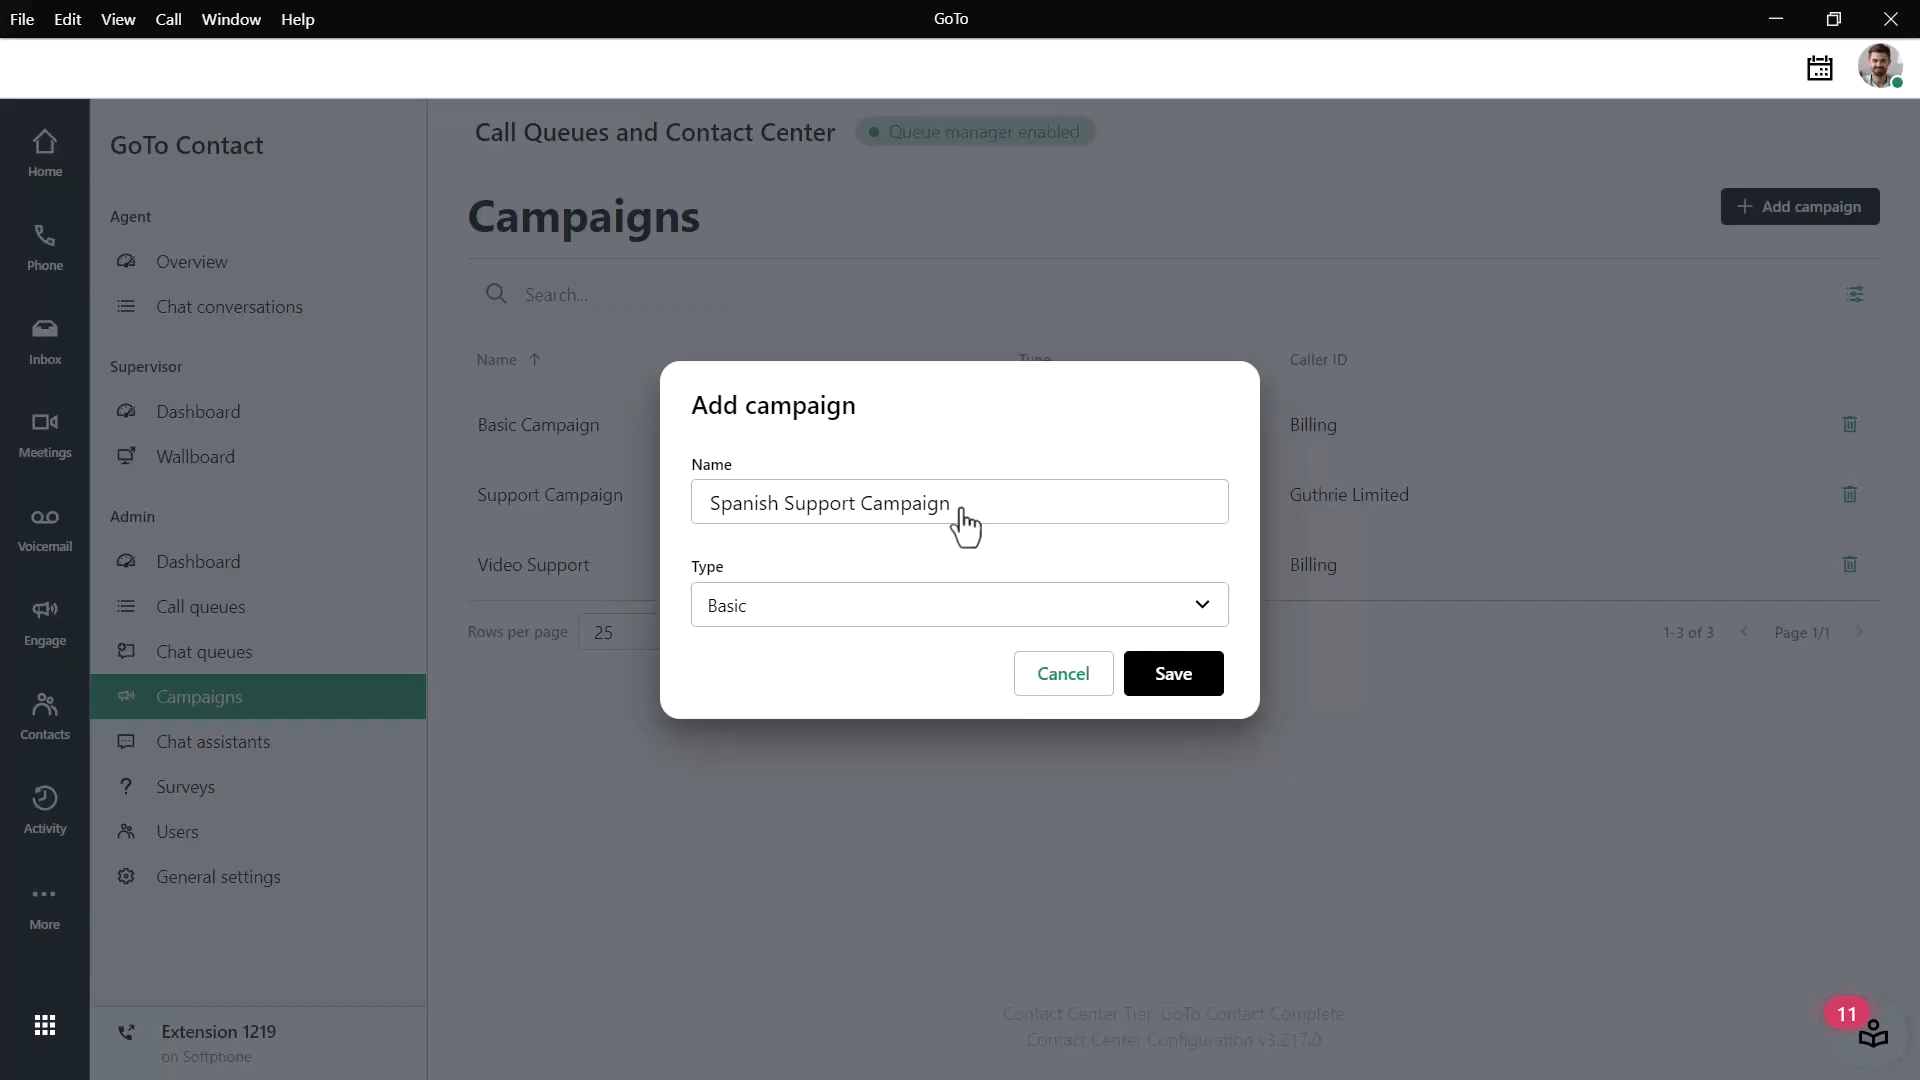 File Edit View Call Window Help
GoTo
Home
Phone
Inbox
Meetings
Voicemail
Engage
Contacts
Activity
More
GoTo Contact
Agent
Overview
Chat conversations
Supervisor
Dashboard
Wallboard
Admin
Dashboard
Call queues
Chat queues
Campaigns
Chat assistants
Surveys
Users
General settings
Extension 1219
on Softphone
Call Queues and Contact Center
Queue manager enabled
Campaigns
Add campaign
Search...
Name Type Caller ID
Basic Campaign Billing
Support Campaign Guthrie Limited
Video Support Billing
Rows per page 25
1-3 of 3 Page 1/1
Add campaign
Name
Spanish Support Campaign
Type
Basic
Cancel Save
Contact Center Tier: GoTo Contact Complete
Contact Center Configuration v3.217.0
11